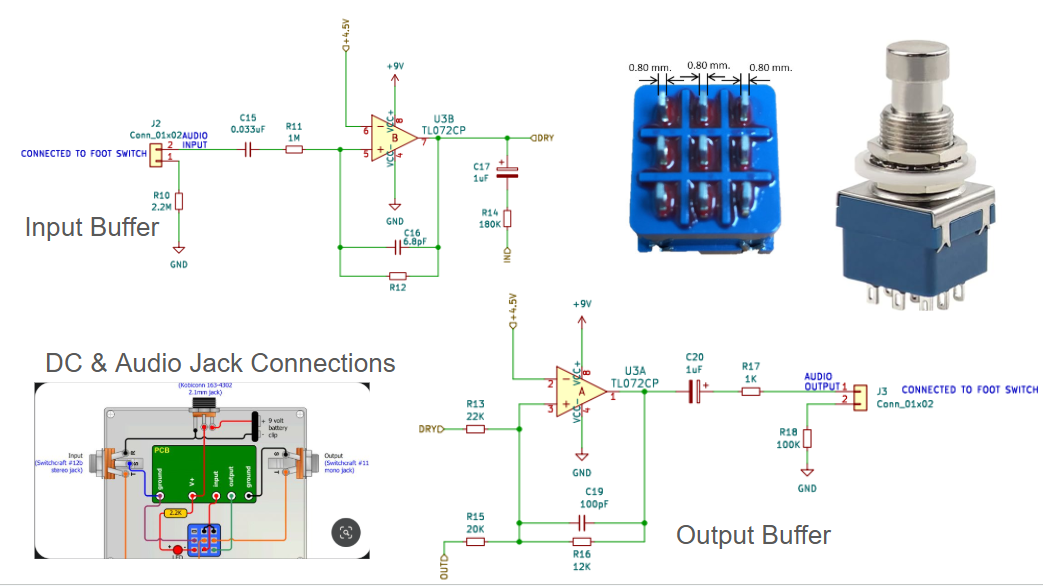 +4.5V
+9V
J2
Conn_01x02
AUDIO
INPUT
CONNECTED TO FOOT SWITCH
2
1
C15
0.033uF
R11
1M
6
5
VCC+
8
B
VCC-
4
7
U3B
TL072CP
DRY
R10
2.2M
GND
Input Buffer
GND
C17
1uF
+
R14
180K
IN
C16
6.8pF
R12
0.80 mm.
0.80 mm.
0.80 mm.
DC & Audio Jack Connections
(Kobiconn 163-4302
2.1mm jack)
+ 9 volt
battery
- clip
Input
(Switchcraft #12b
stereo jack)
R
S
T
PCB
ground
V+
input
output
ground
S
T
Output
(Switchcraft #11
mono jack)
2.2K
+
-
LED
+4.5V
+9V
2
3
VCC+
8
A
VCC-
4
1
U3A
TL072CP
C20
1uF
+
R17
1K
AUDIO
OUTPUT
1
2
J3
Conn_01x02
CONNECTED TO FOOT SWITCH
R13
22K
DRY
GND
R18
100K
GND
C19
100pF
R15
20K
R16
12K
OUT
Output Buffer